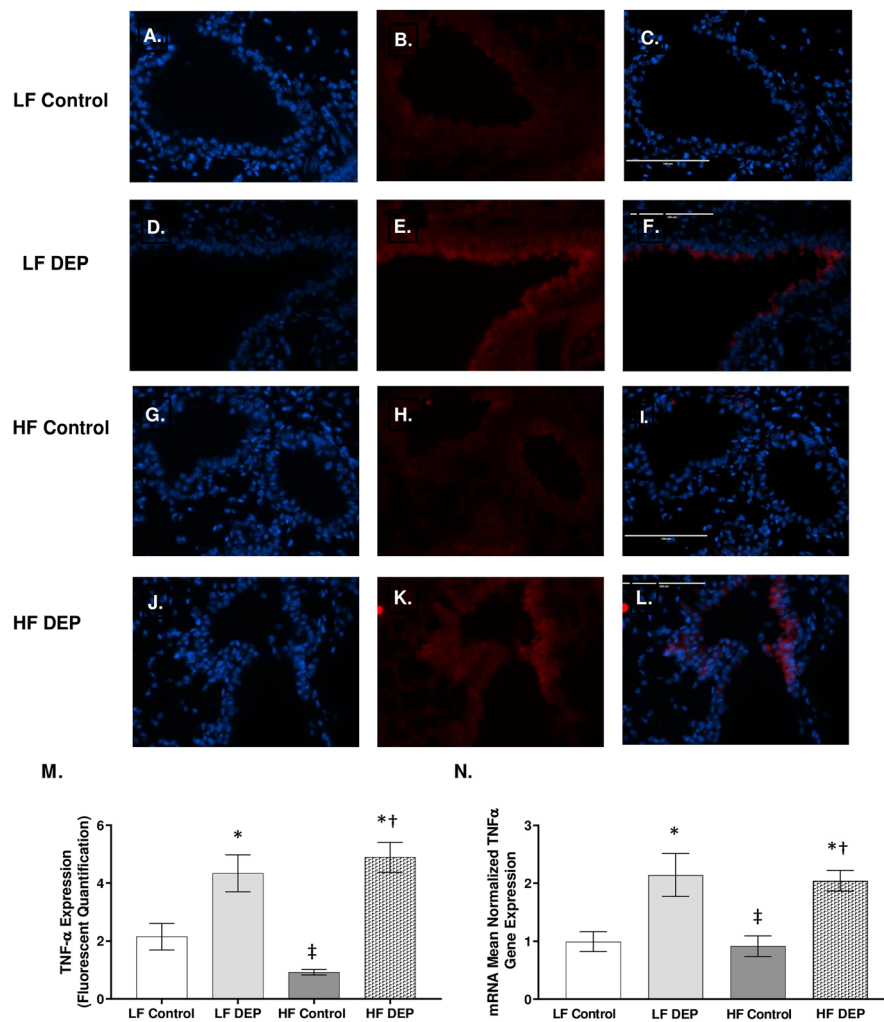 A. B. C.
LF Control
D. E. F.
LF DEP
G. H. I.
HF Control
J. K. L.
HF DEP
M. N.
TNF-α Expression
(Fluorescent Quantification)
6
4
2
0
* *†
‡
LF Control LF DEP HF Control HF DEP
mRNA Mean Normalized TNFα
Gene Expression
3
2
1
0
* *†
‡
LF Control LF DEP HF Control HF DEP